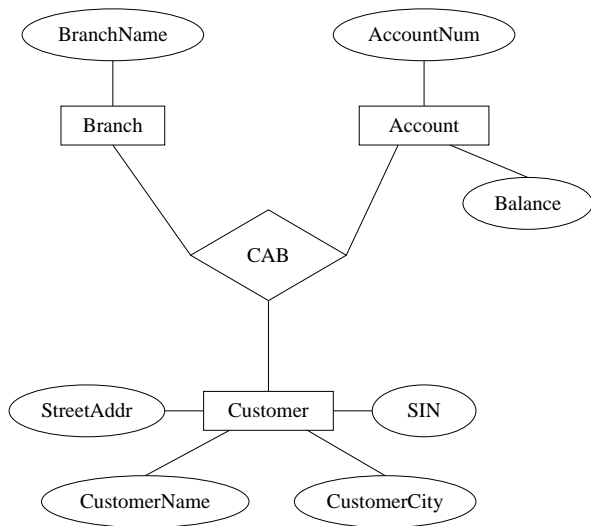 BranchName
AccountNum
Branch
Account
Balance
CAB
StreetAddr
Customer
SIN
CustomerName
CustomerCity